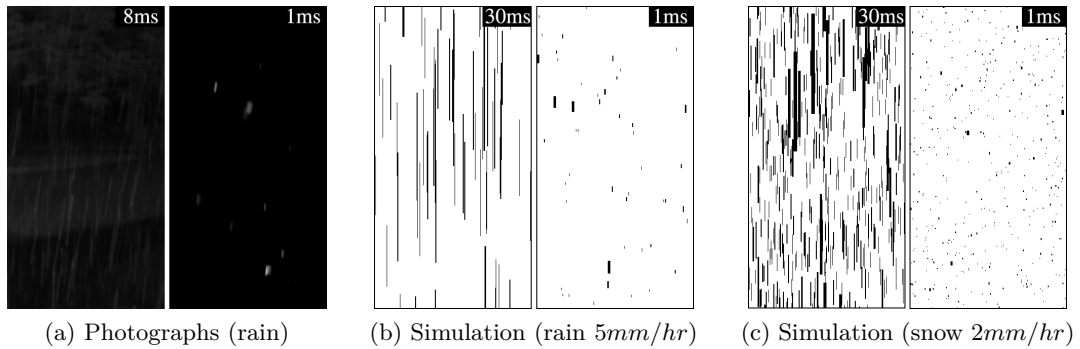 8ms
1ms
30ms
1ms
30ms
1ms
(a) Photographs (rain)
(b) Simulation (rain 5mm/hr)
(c) Simulation (snow 2mm/hr)